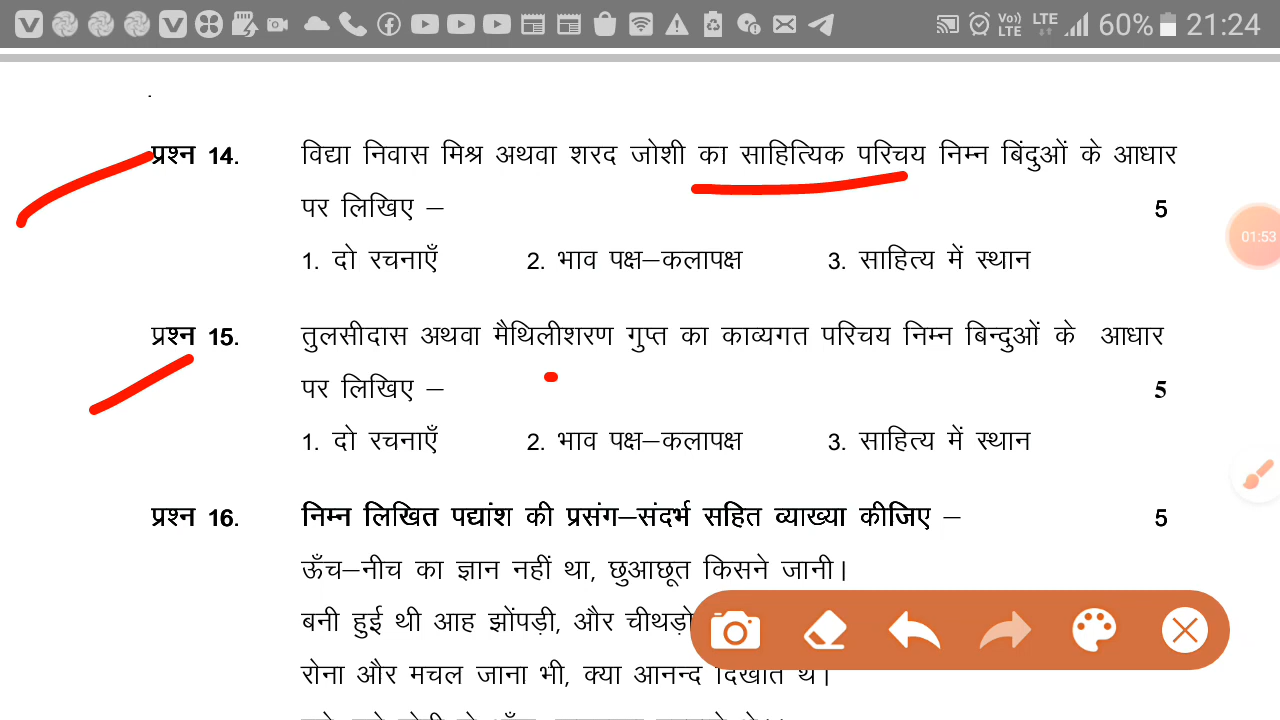 Vo)) LTE LTE 60% 21:24
प्रश्न 14. विद्या निवास मिश्र अथवा शरद जोशी का साहित्यिक परिचय निम्न बिंदुओं के आधार
पर लिखिए – 5
1. दो रचनाएँ 2. भाव पक्ष–कलापक्ष 3. साहित्य में स्थान
01:53
प्रश्न 15. तुलसीदास अथवा मैथिलीशरण गुप्त का काव्यगत परिचय निम्न बिन्दुओं के आधार
पर लिखिए – 5
1. दो रचनाएँ 2. भाव पक्ष–कलापक्ष 3. साहित्य में स्थान
प्रश्न 16. निम्न लिखित पद्यांश की प्रसंग–संदर्भ सहित व्याख्या कीजिए – 5
ऊँच–नीच का ज्ञान नहीं था, छुआछूत किसने जानी।
बनी हुई थी आह झोंपड़ी, और चीथड़ो
रोना और मचल जाना भी, क्या आनन्द दिखाते थे।